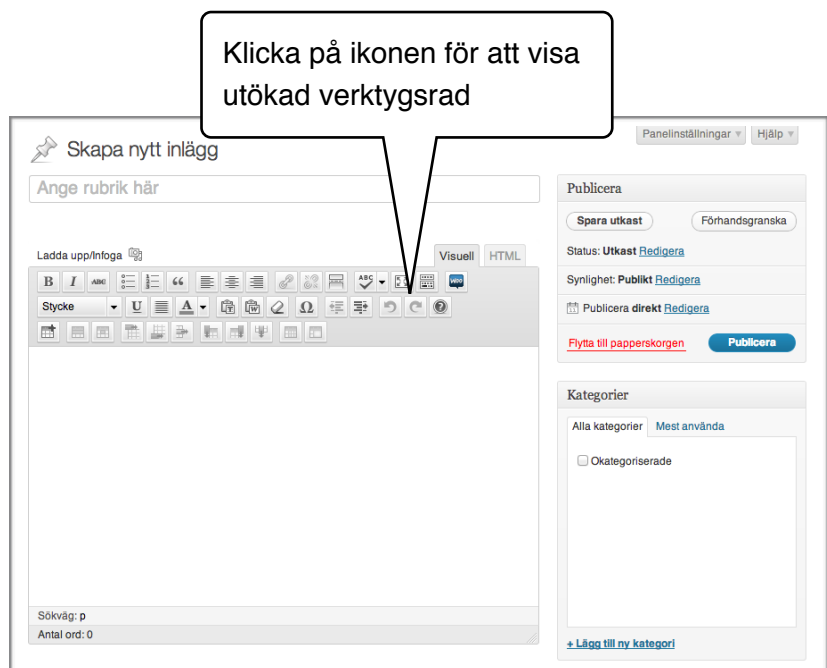 Klicka på ikonen för att visa
utökad verktygsrad
Panelinställningar
Hjälp
Skapa nytt inlägg
Ange rubrik här
Ladda upp/Infoga
Visuell
HTML
B I ABC ABC
Stycke U A Ω
Sökväg: p
Antal ord: 0
Publicera
Spara utkast
Förhandsgranska
Status: Utkast Redigera
Synlighet: Publikt Redigera
Publicera direkt Redigera
Flytta till papperskorgen
Publicera
Kategorier
Alla kategorier
Mest använda
Okategoriserade
+ Lägg till ny kategori